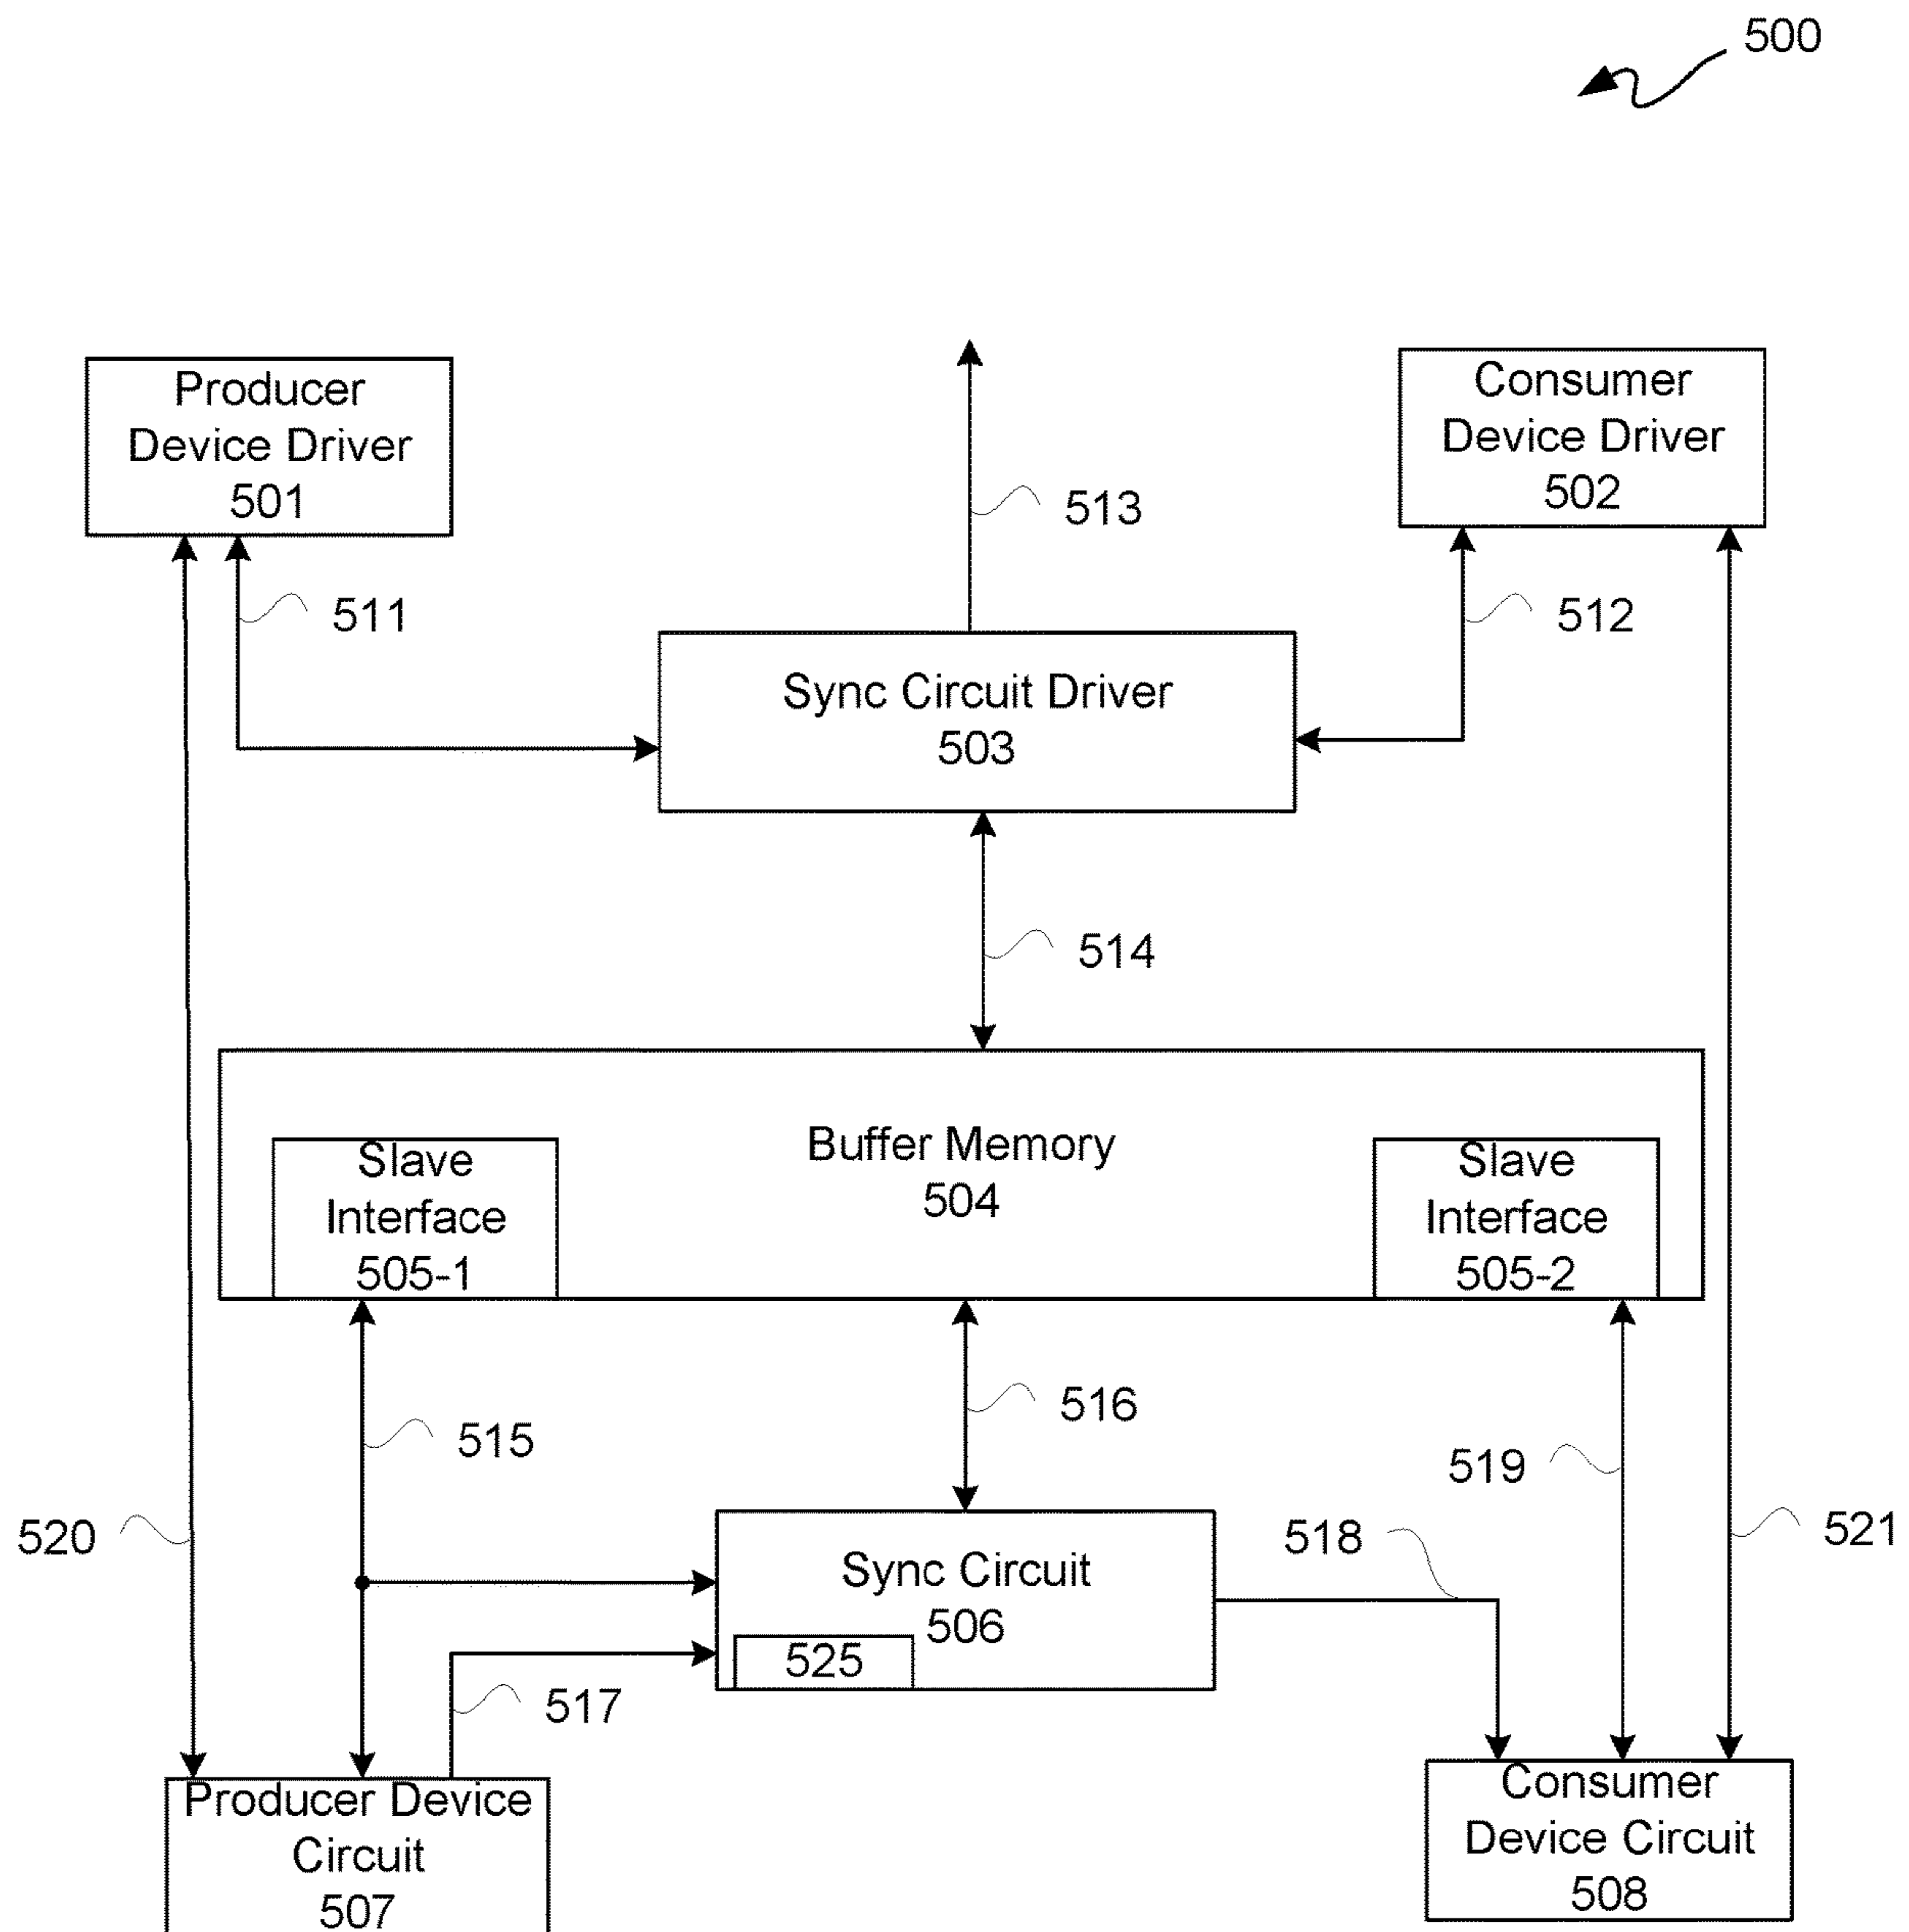 500
Producer
Device Driver
501
Consumer
Device Driver
502
513
511
512
Sync Circuit Driver
503
514
Buffer Memory
504
Slave
Interface
505-1
Slave
Interface
505-2
515
516
519
520
518
521
Sync Circuit
506
525
517
Producer Device
Circuit
507
Consumer
Device Circuit
508